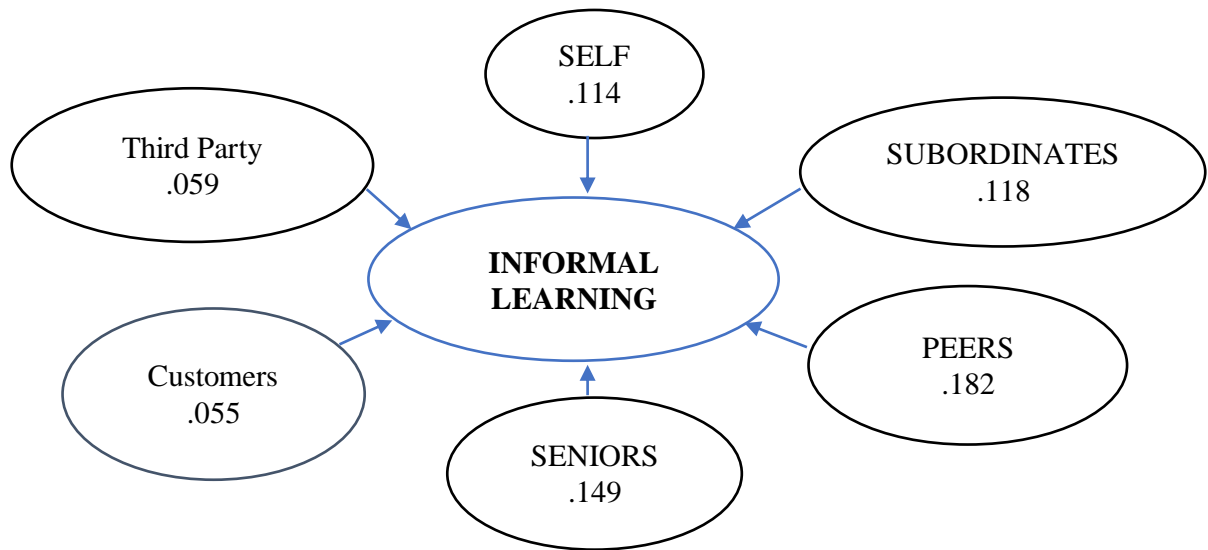 SELF
.114
Third Party
.059
SUBORDINATES
.118
INFORMAL
LEARNING
Customers
.055
PEERS
.182
SENIORS
.149